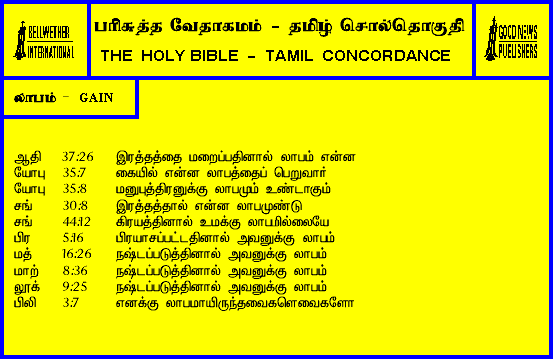 BELLWETHER
INTERNATIONAL
பரிசுத்த வேதாகமம் - தமிழ் சொல்தொகுதி
THE HOLY BIBLE - TAMIL CONCORDANCE
GOOD NEWS
PUBLISHERS
லாபம் - GAIN
ஆதி 37:26 இரத்தத்தை மறைப்பதினால் லாபம் என்ன
யோபு 35:7 கையில் என்ன லாபத்தைப் பெறுவார்
யோபு 35:8 மனுபுத்திரனுக்கு லாபமும் உண்டாகும்
சங் 30:8 இரத்தத்தால் என்ன லாபமுண்டு
சங் 44:12 கிரயத்தினால் உமக்கு லாபமில்லையே
பிர 5:16 பிரயாசப்பட்டதினால் அவனுக்கு லாபம்
மத் 16:26 நஷ்டப்படுத்தினால் அவனுக்கு லாபம்
மாற் 8:36 நஷ்டப்படுத்தினால் அவனுக்கு லாபம்
லூக் 9:25 நஷ்டப்படுத்தினால் அவனுக்கு லாபம்
பிலி 3:7 எனக்கு லாபமாயிருந்தவைகளெவைகளோ